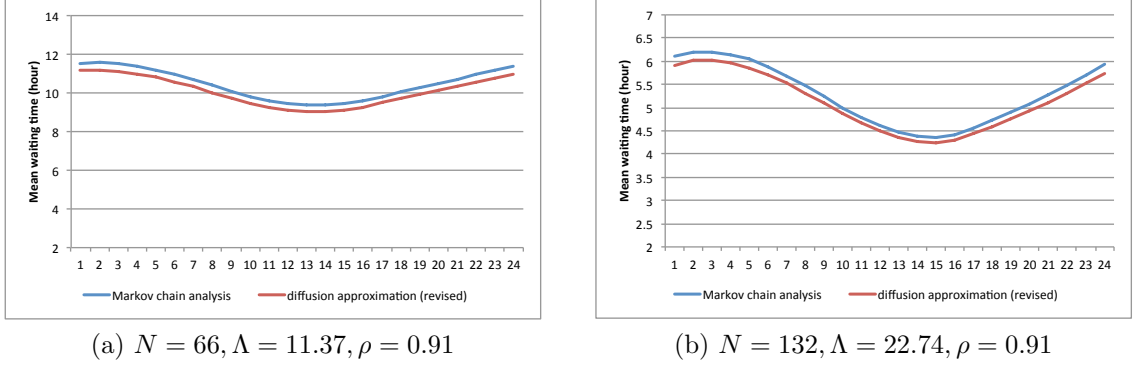 Mean waiting time (hour)
14
12
10
8
6
4
2
1 2 3 4 5 6 7 8 9 10 11 12 13 14 15 16 17 18 19 20 21 22 23 24
Markov chain analysis diffusion approximation (revised)
(a) N = 66, Λ = 11.37, ρ = 0.91
Mean waiting time (hour)
7
6.5
6
5.5
5
4.5
4
3.5
3
2.5
2
1 2 3 4 5 6 7 8 9 10 11 12 13 14 15 16 17 18 19 20 21 22 23 24
Markov chain analysis diffusion approximation (revised)
(b) N = 132, Λ = 22.74, ρ = 0.91